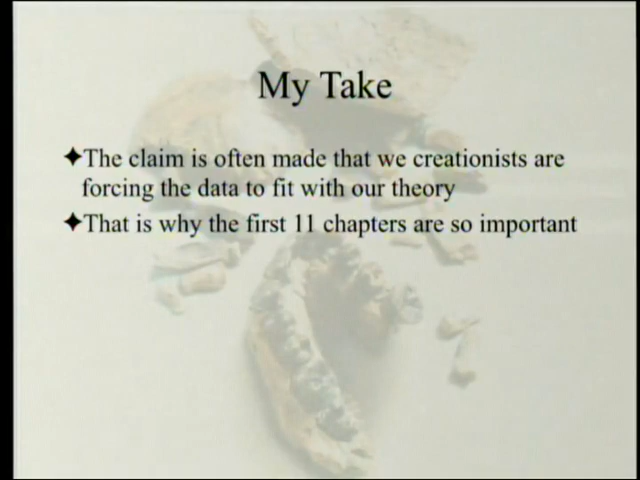 My Take
✦The claim is often made that we creationists are
forcing the data to fit with our theory
✦That is why the first 11 chapters are so important